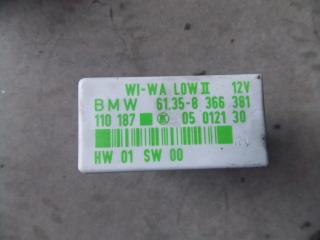 WI-WA LOW II 12V
BMW 61.35-8 366 381
110 187 05 0121 30
HW 01 SW 00